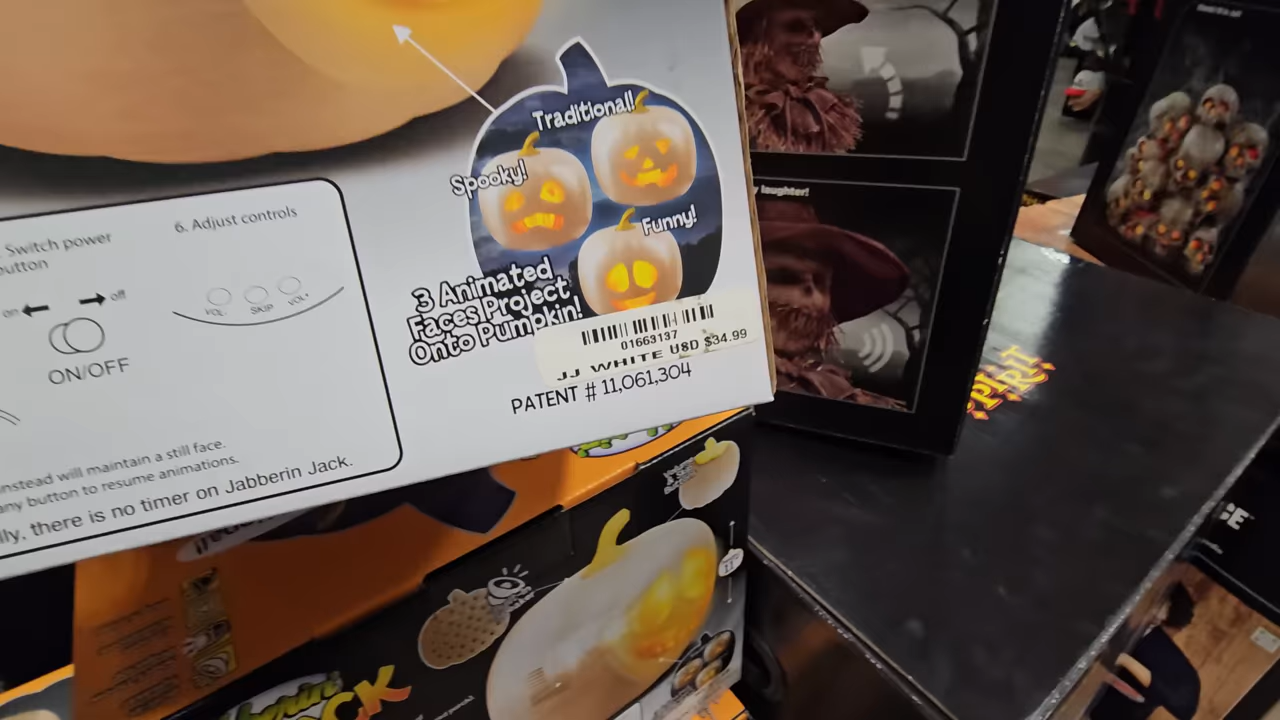 Traditional!
Spooky!
Funny!
3 Animated
Faces Project
Onto Pumpkin!
01663137
JJ WHITE USD $34.99
PATENT # 11,061,304
Switch power
button
on off
ON/OFF
6. Adjust controls
VOL- SKIP VOL+
instead will maintain a still face.
any button to resume animations.
lly, there is no timer on Jabberin Jack.
laughter!
SPIRIT